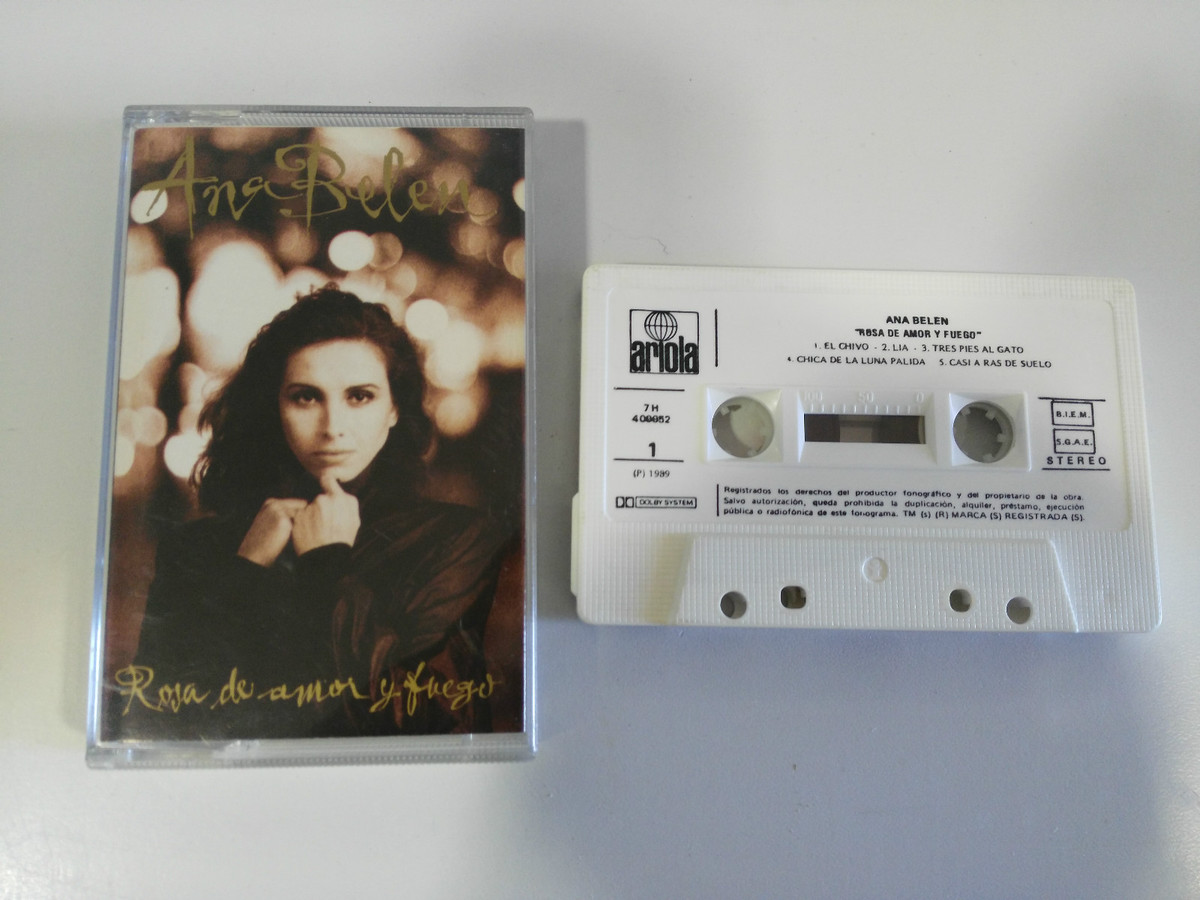 Ana Belen
Rosa de amor y fuego
ariola
ANA BELEN
"ROSA DE AMOR Y FUEGO"
1. EL CHIVO - 2. LIA - 3. TRES PIES AL GATO
4. CHICA DE LA LUNA PALIDA 5. CASI A RAS DE SUELO
7H
400052
1
(P) 1989
DOLBY SYSTEM
100 50 0
B.I.E.M.
S.G.A.E.
STEREO
Registrados los derechos del productor fonográfico y del propietario de la obra.
Salvo autorización, queda prohibida la duplicación, alquiler, préstamo, ejecución
pública o radiofónica de este fonograma. TM (s) (R) MARCA (S) REGISTRADA (S).